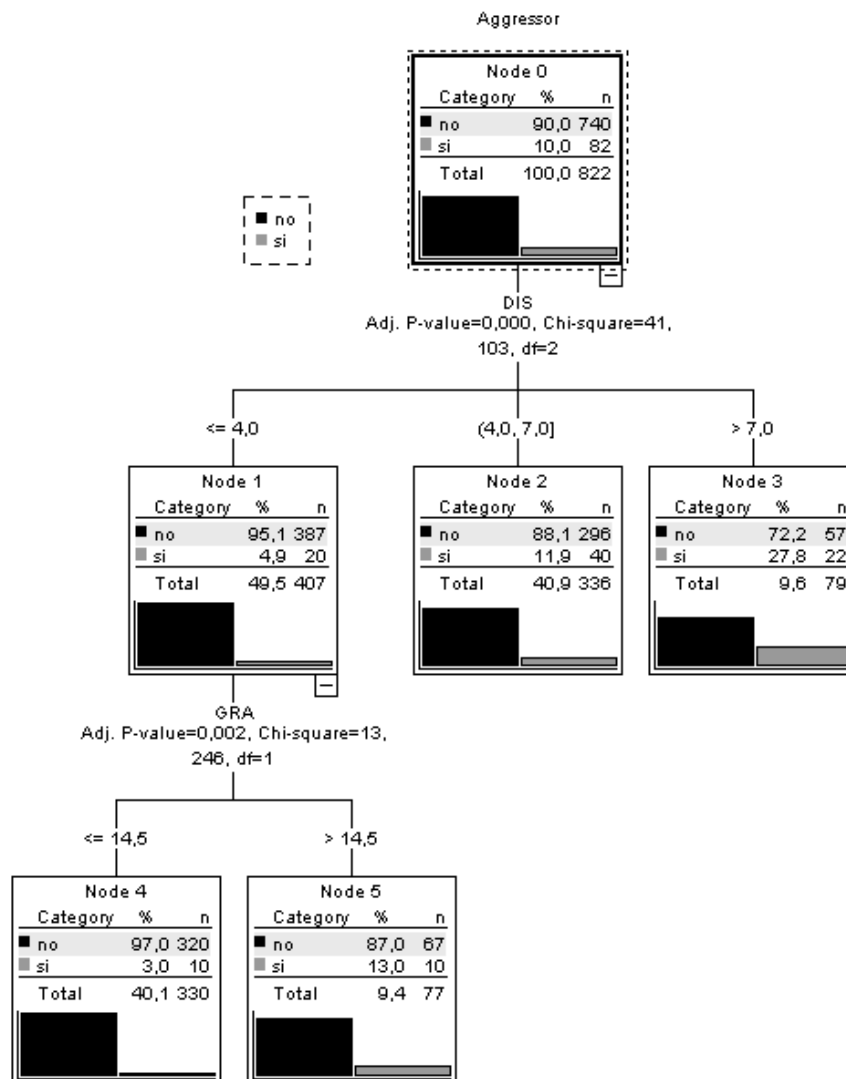 Aggressor
Node 0
Category % n
no 90,0 740
si 10,0 82
Total 100,0 822
no
si
DIS
Adj. P-value=0,000, Chi-square=41,
103, df=2
<= 4,0
(4,0, 7,0]
> 7,0
Node 1
Category % n
no 95,1 387
si 4,9 20
Total 49,5 407
Node 2
Category % n
no 88,1 296
si 11,9 40
Total 40,9 336
Node 3
Category % n
no 72,2 57
si 27,8 22
Total 9,6 79
GRA
Adj. P-value=0,002, Chi-square=13,
246, df=1
<= 14,5
> 14,5
Node 4
Category % n
no 97,0 320
si 3,0 10
Total 40,1 330
Node 5
Category % n
no 87,0 67
si 13,0 10
Total 9,4 77